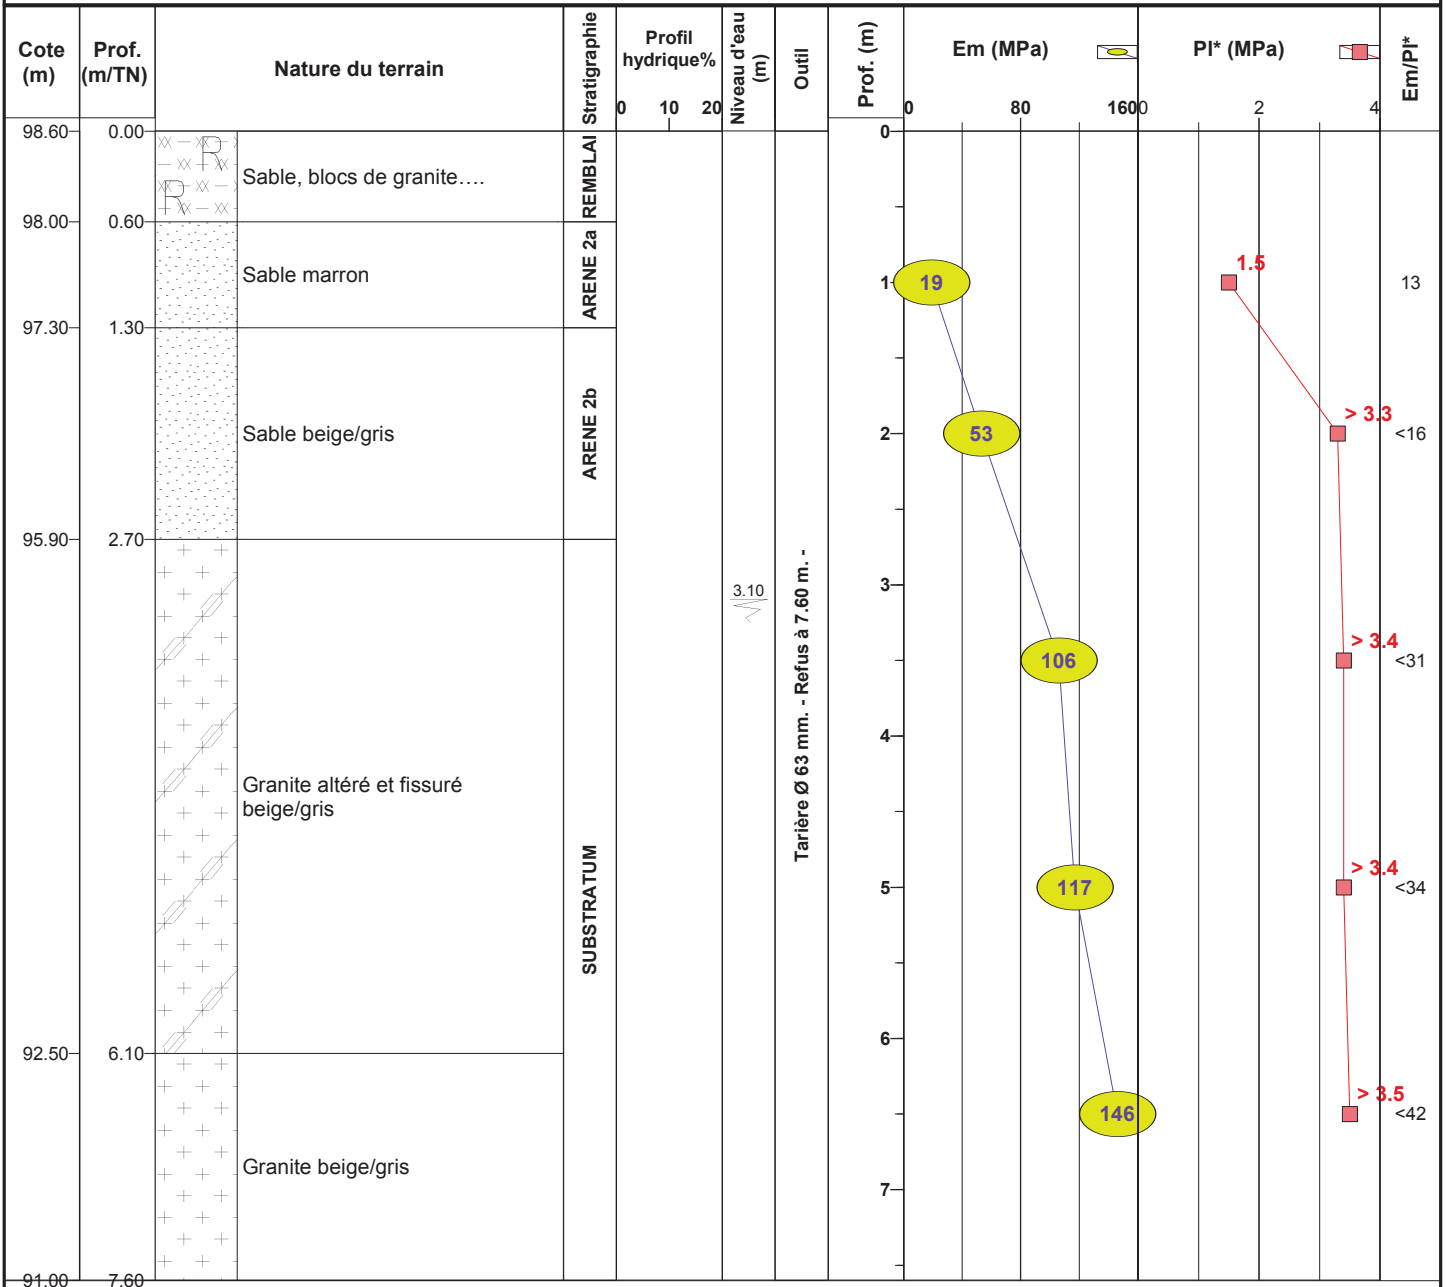 Cote
(m)
Prof.
(m/TN)
Nature du terrain
Stratigraphie
Profil
hydrique%
0 10 20
Niveau d'eau
(m)
Outil
Prof. (m)
Em (MPa)
0 80 160
Pl* (MPa)
0 2 4
Em/Pl*
98.60 0.00
R
R
Sable, blocs de granite....
REMBLAI
98.00 0.60
Sable marron
ARENE 2a
97.30 1.30
Sable beige/gris
ARENE 2b
95.90 2.70
Granite altéré et fissuré
beige/gris
SUBSTRATUM
92.50 6.10
Granite beige/gris
91.00 7.60
3.10
Tarière Ø 63 mm. - Refus à 7.60 m. -
0
1
2
3
4
5
6
7
19
53
106
117
146
1.5
> 3.3
> 3.4
> 3.4
> 3.5
13
<16
<31
<34
<42